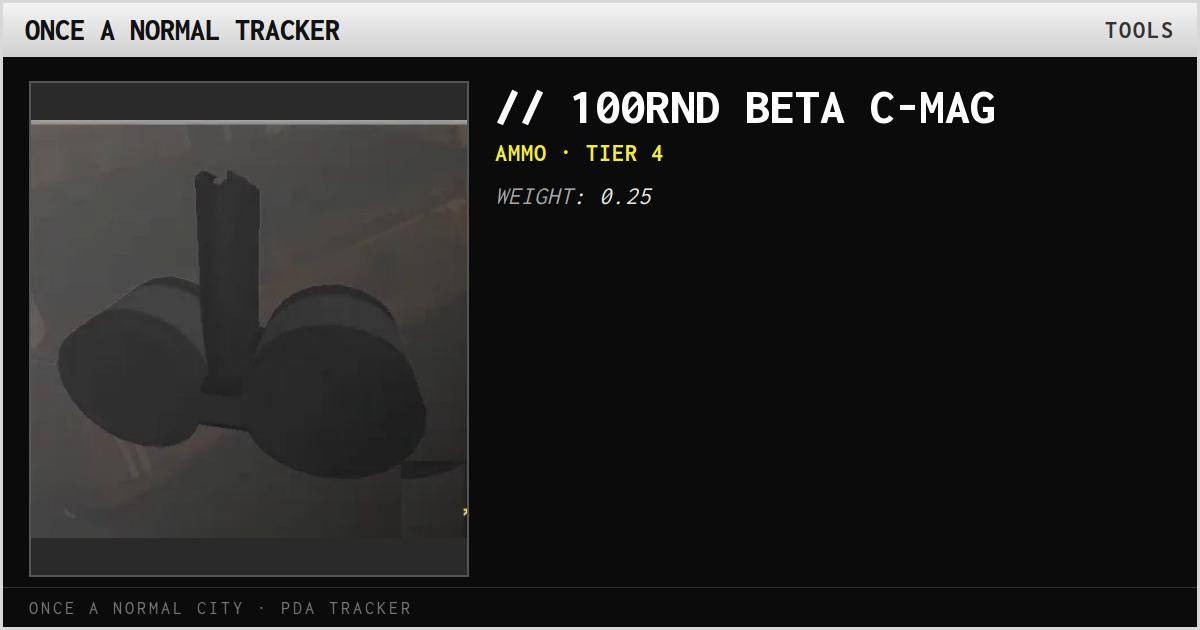 ONCE A NORMAL TRACKER
TOOLS
// 100RND BETA C-MAG
AMMO · TIER 4
WEIGHT: 0.25
ONCE A NORMAL CITY · PDA TRACKER